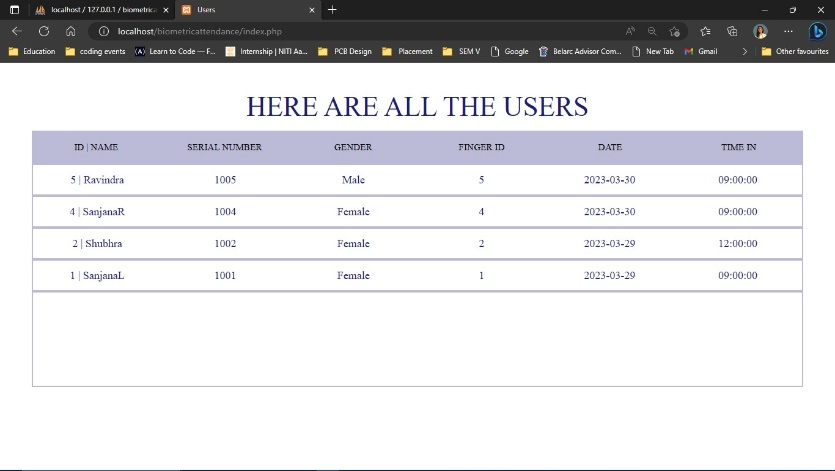 localhost / 127.0.0.1 / biometrica
Users
localhost/biometricattendance/index.php
Education
coding events
Learn to Code — F...
Internship | NITI Aa...
PCB Design
Placement
SEM V
Google
Belarc Advisor Com...
New Tab
Gmail
Other favourites
HERE ARE ALL THE USERS
ID | NAME SERIAL NUMBER GENDER FINGER ID DATE TIME IN
5 | Ravindra 1005 Male 5 2023-03-30 09:00:00
4 | SanjanaR 1004 Female 4 2023-03-30 09:00:00
2 | Shubhra 1002 Female 2 2023-03-29 12:00:00
1 | SanjanaL 1001 Female 1 2023-03-29 09:00:00